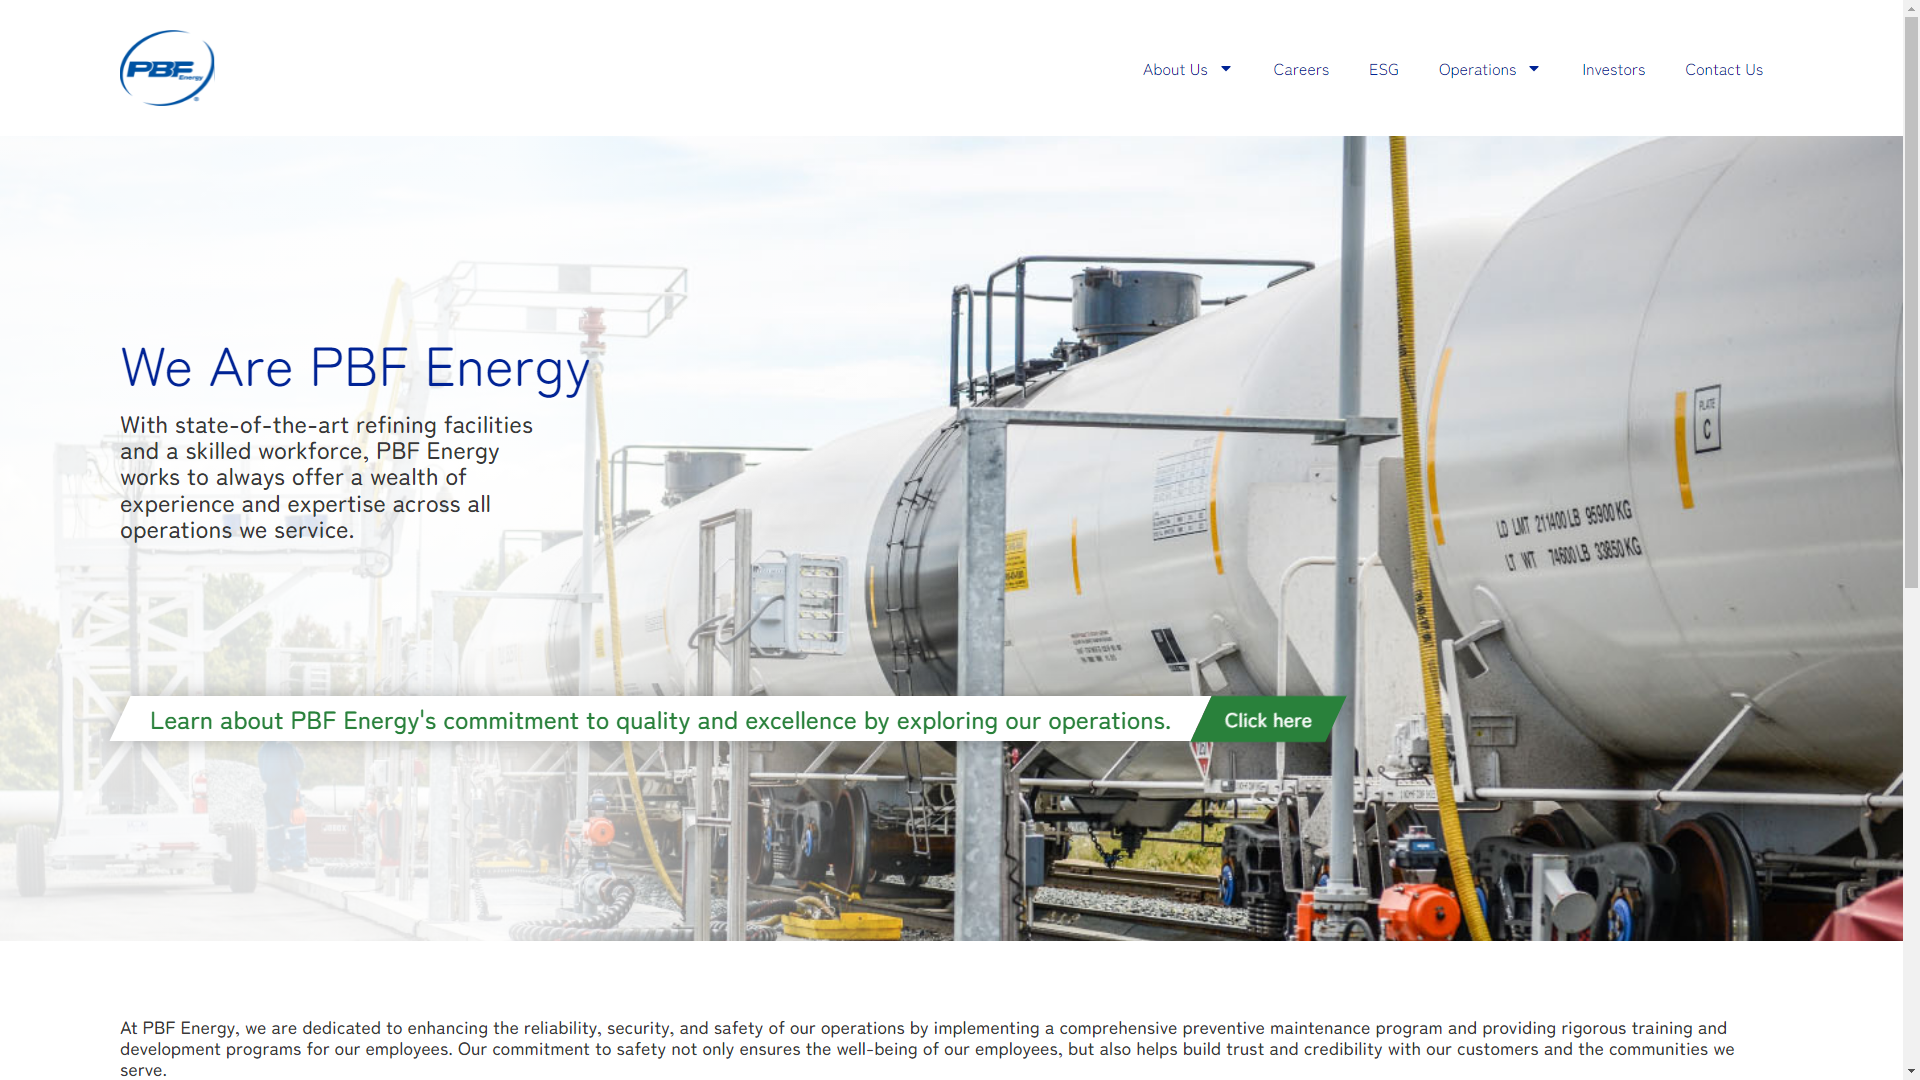 PBF
Energy
About Us
Careers
ESG
Operations
Investors
Contact Us
We Are PBF Energy
With state-of-the-art refining facilities
and a skilled workforce, PBF Energy
works to always offer a wealth of
experience and expertise across all
operations we service.
PLATE
C
LD LMT 211400 LB 95900 KG
LT WT 74600 LB 33850 KG
Learn about PBF Energy's commitment to quality and excellence by exploring our operations.
Click here
At PBF Energy, we are dedicated to enhancing the reliability, security, and safety of our operations by implementing a comprehensive preventive maintenance program and providing rigorous training and
development programs for our employees. Our commitment to safety not only ensures the well-being of our employees, but also helps build trust and credibility with our customers and the communities we
serve.